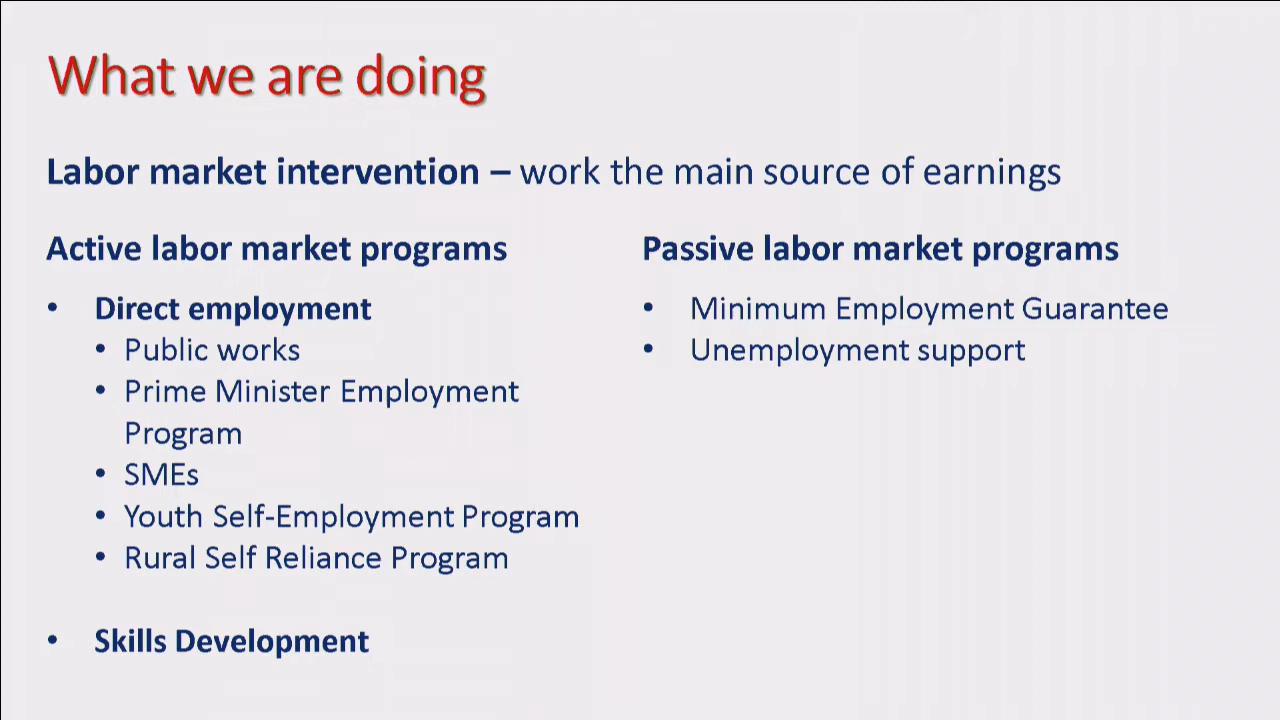 What we are doing
Labor market intervention – work the main source of earnings
Active labor market programs
• Direct employment
• Public works
• Prime Minister Employment
Program
• SMEs
• Youth Self-Employment Program
• Rural Self Reliance Program
• Skills Development
Passive labor market programs
• Minimum Employment Guarantee
• Unemployment support